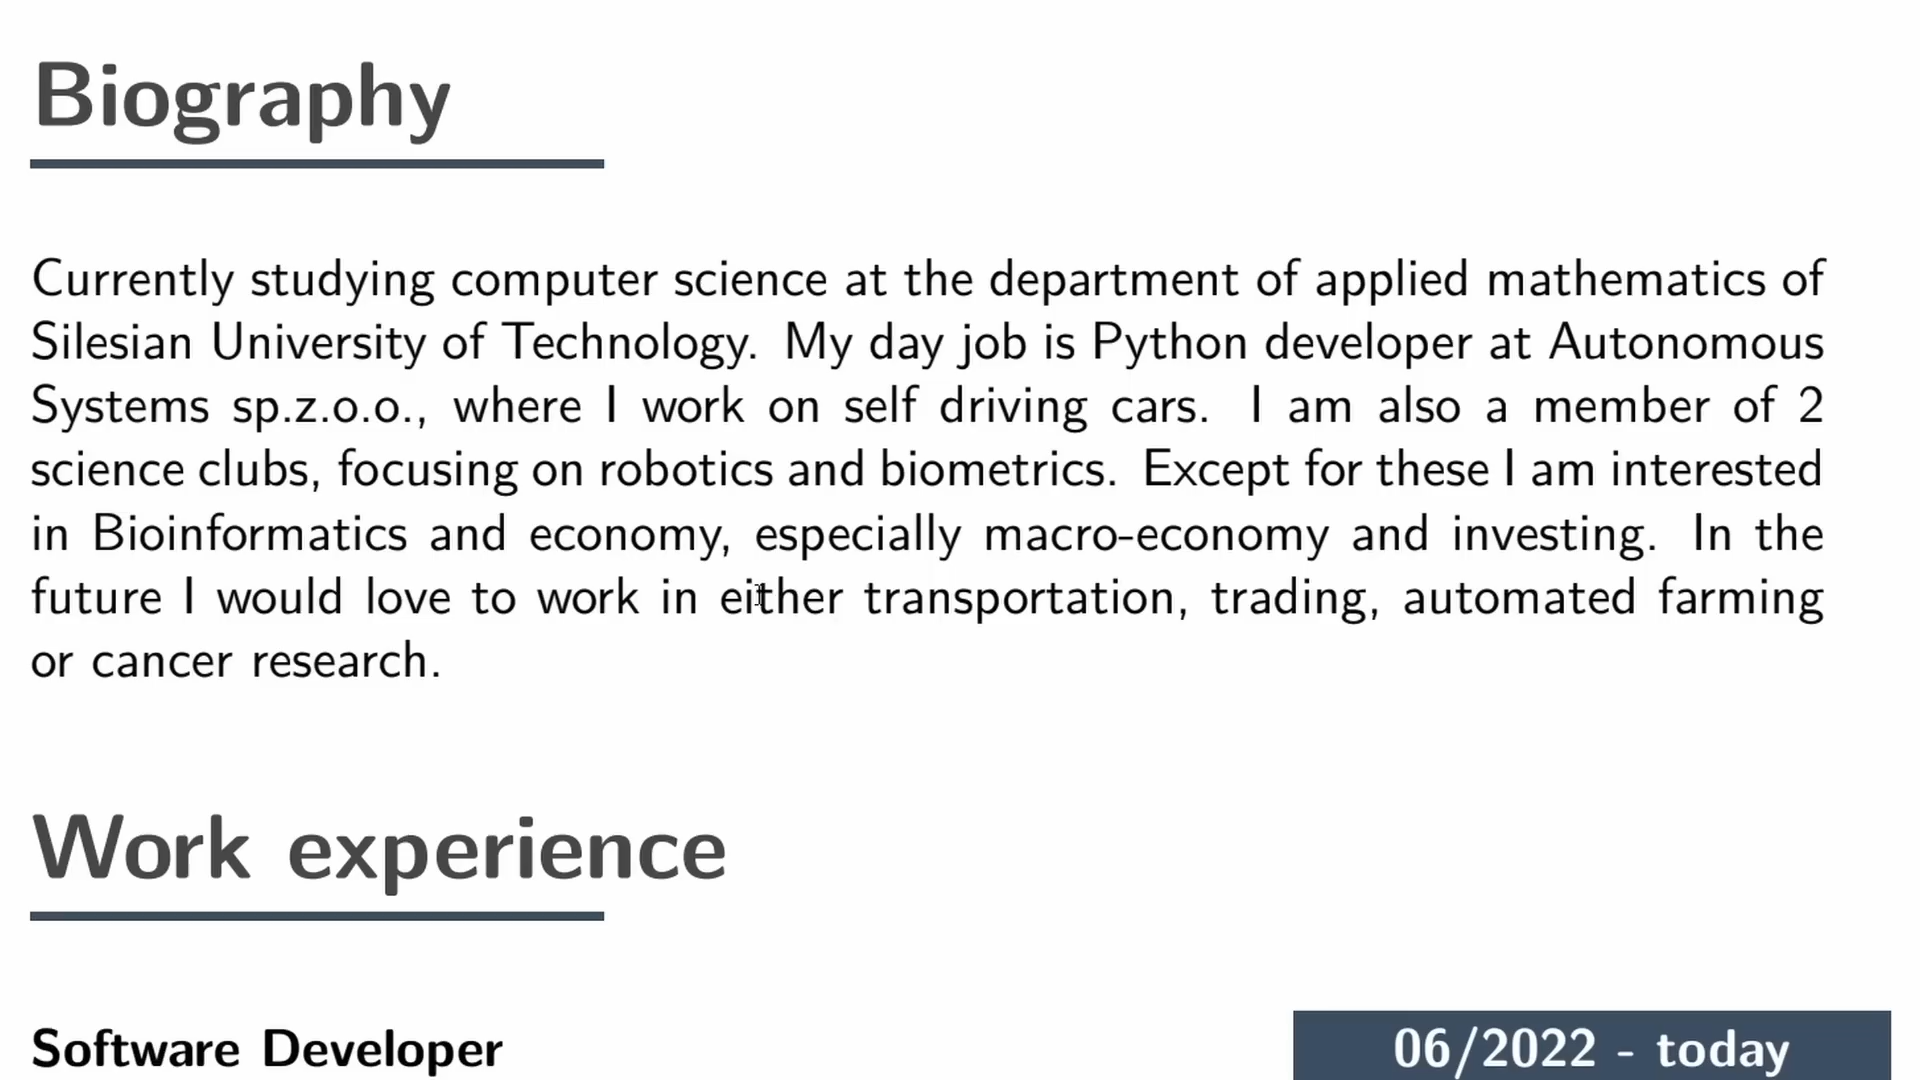 Biography
Currently studying computer science at the department of applied mathematics of
Silesian University of Technology. My day job is Python developer at Autonomous
Systems sp.z.o.o., where I work on self driving cars. I am also a member of 2
science clubs, focusing on robotics and biometrics. Except for these I am interested
in Bioinformatics and economy, especially macro-economy and investing. In the
future I would love to work in either transportation, trading, automated farming
or cancer research.
Work experience
Software Developer
06/2022 - today